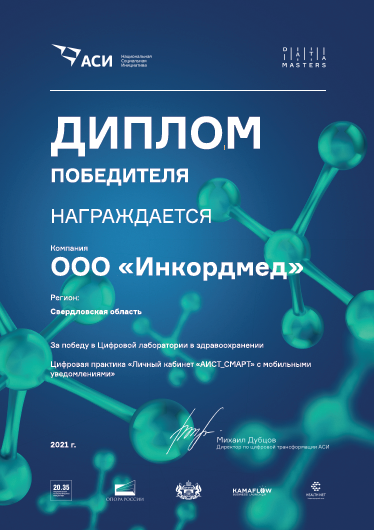 АСИ
Национальная
Социальная
Инициатива
DATA
MASTERS
ДИПЛОМ
ПОБЕДИТЕЛЯ
НАГРАЖДАЕТСЯ
Компания
ООО «Инкордмед»
Регион:
Свердловская область
За победу в Цифровой лаборатории в здравоохранении
Цифровая практика «Личный кабинет «АИСТ_СМАРТ» с мобильными
уведомлениями»
Михаил Дубцов
Директор по цифровой трансформации АСИ
2021 г.
20.35
ОПОРА РОССИИ
KAMAFLOW
HEALTHNET